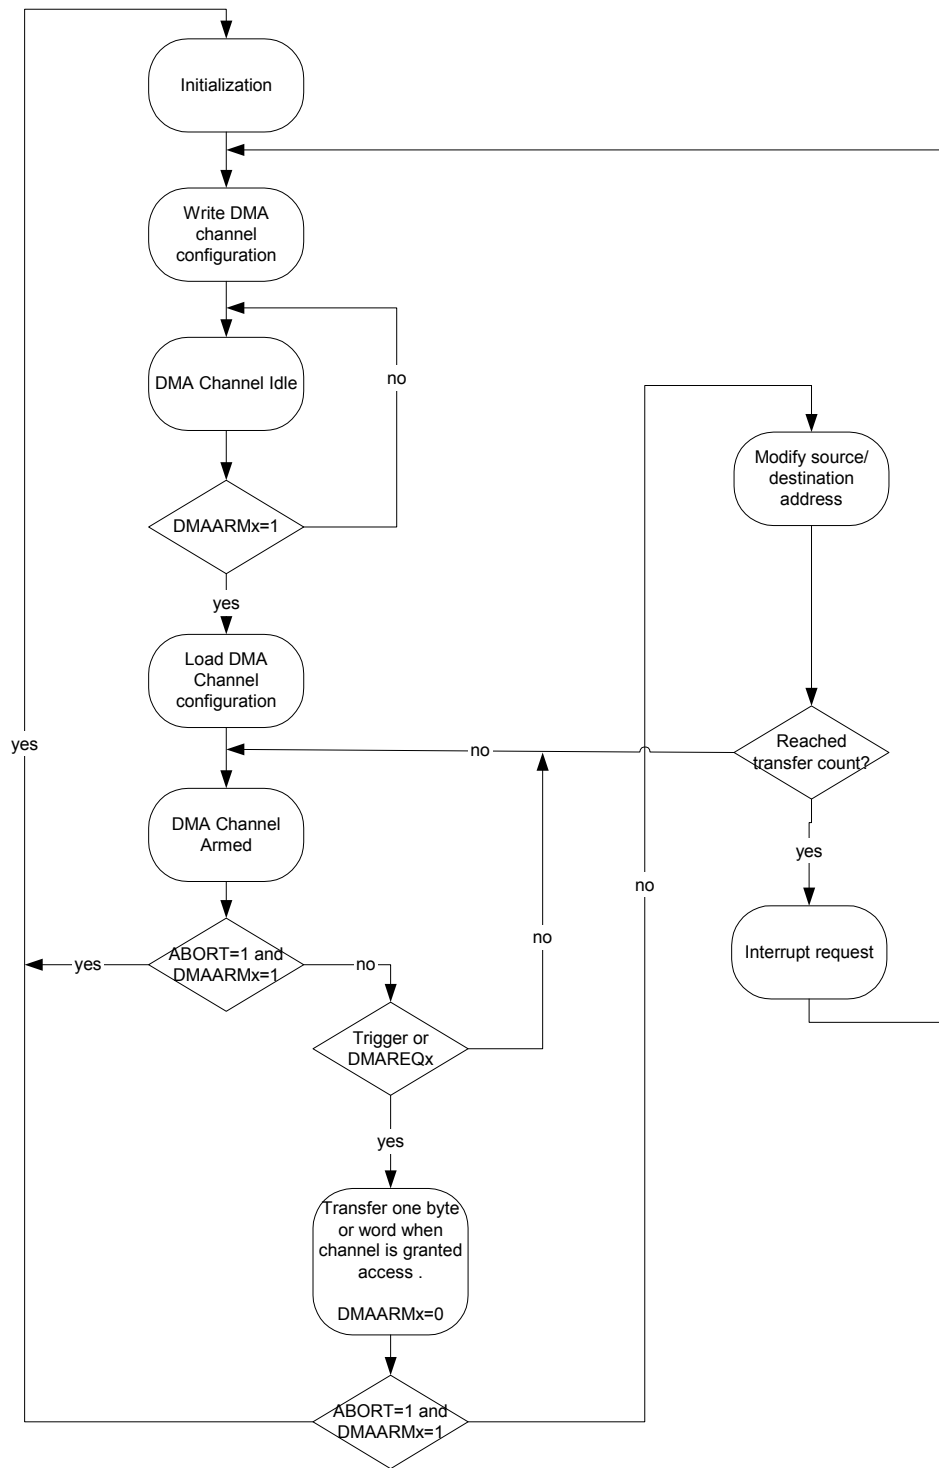 Initialization
Write DMA
channel
configuration
DMA Channel Idle
no
DMAARMx=1
yes
Load DMA
Channel
configuration
yes
DMA Channel
Armed
ABORT=1 and
DMAARMx=1
yes
no
Trigger or
DMAREQx
no
yes
Transfer one byte
or word when
channel is granted
access .
DMAARMx=0
ABORT=1 and
DMAARMx=1
no
Modify source/
destination
address
Reached
transfer count?
no
yes
Interrupt request